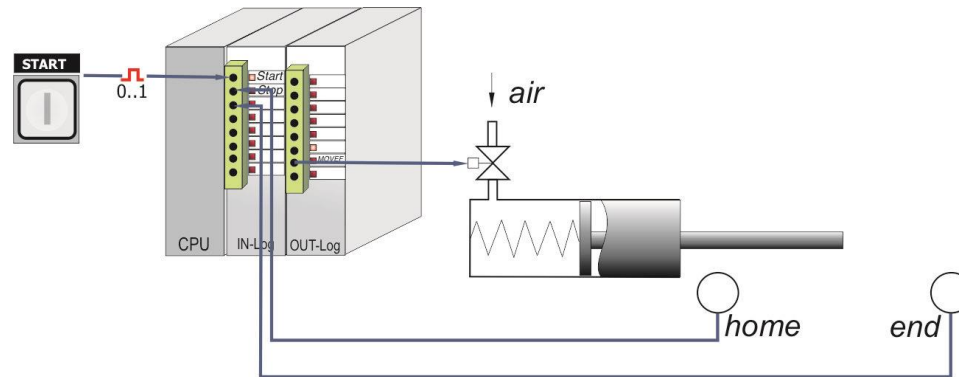 START
0..1
Start
Stop
MOVEF
CPU
IN-Log
OUT-Log
air
home
end